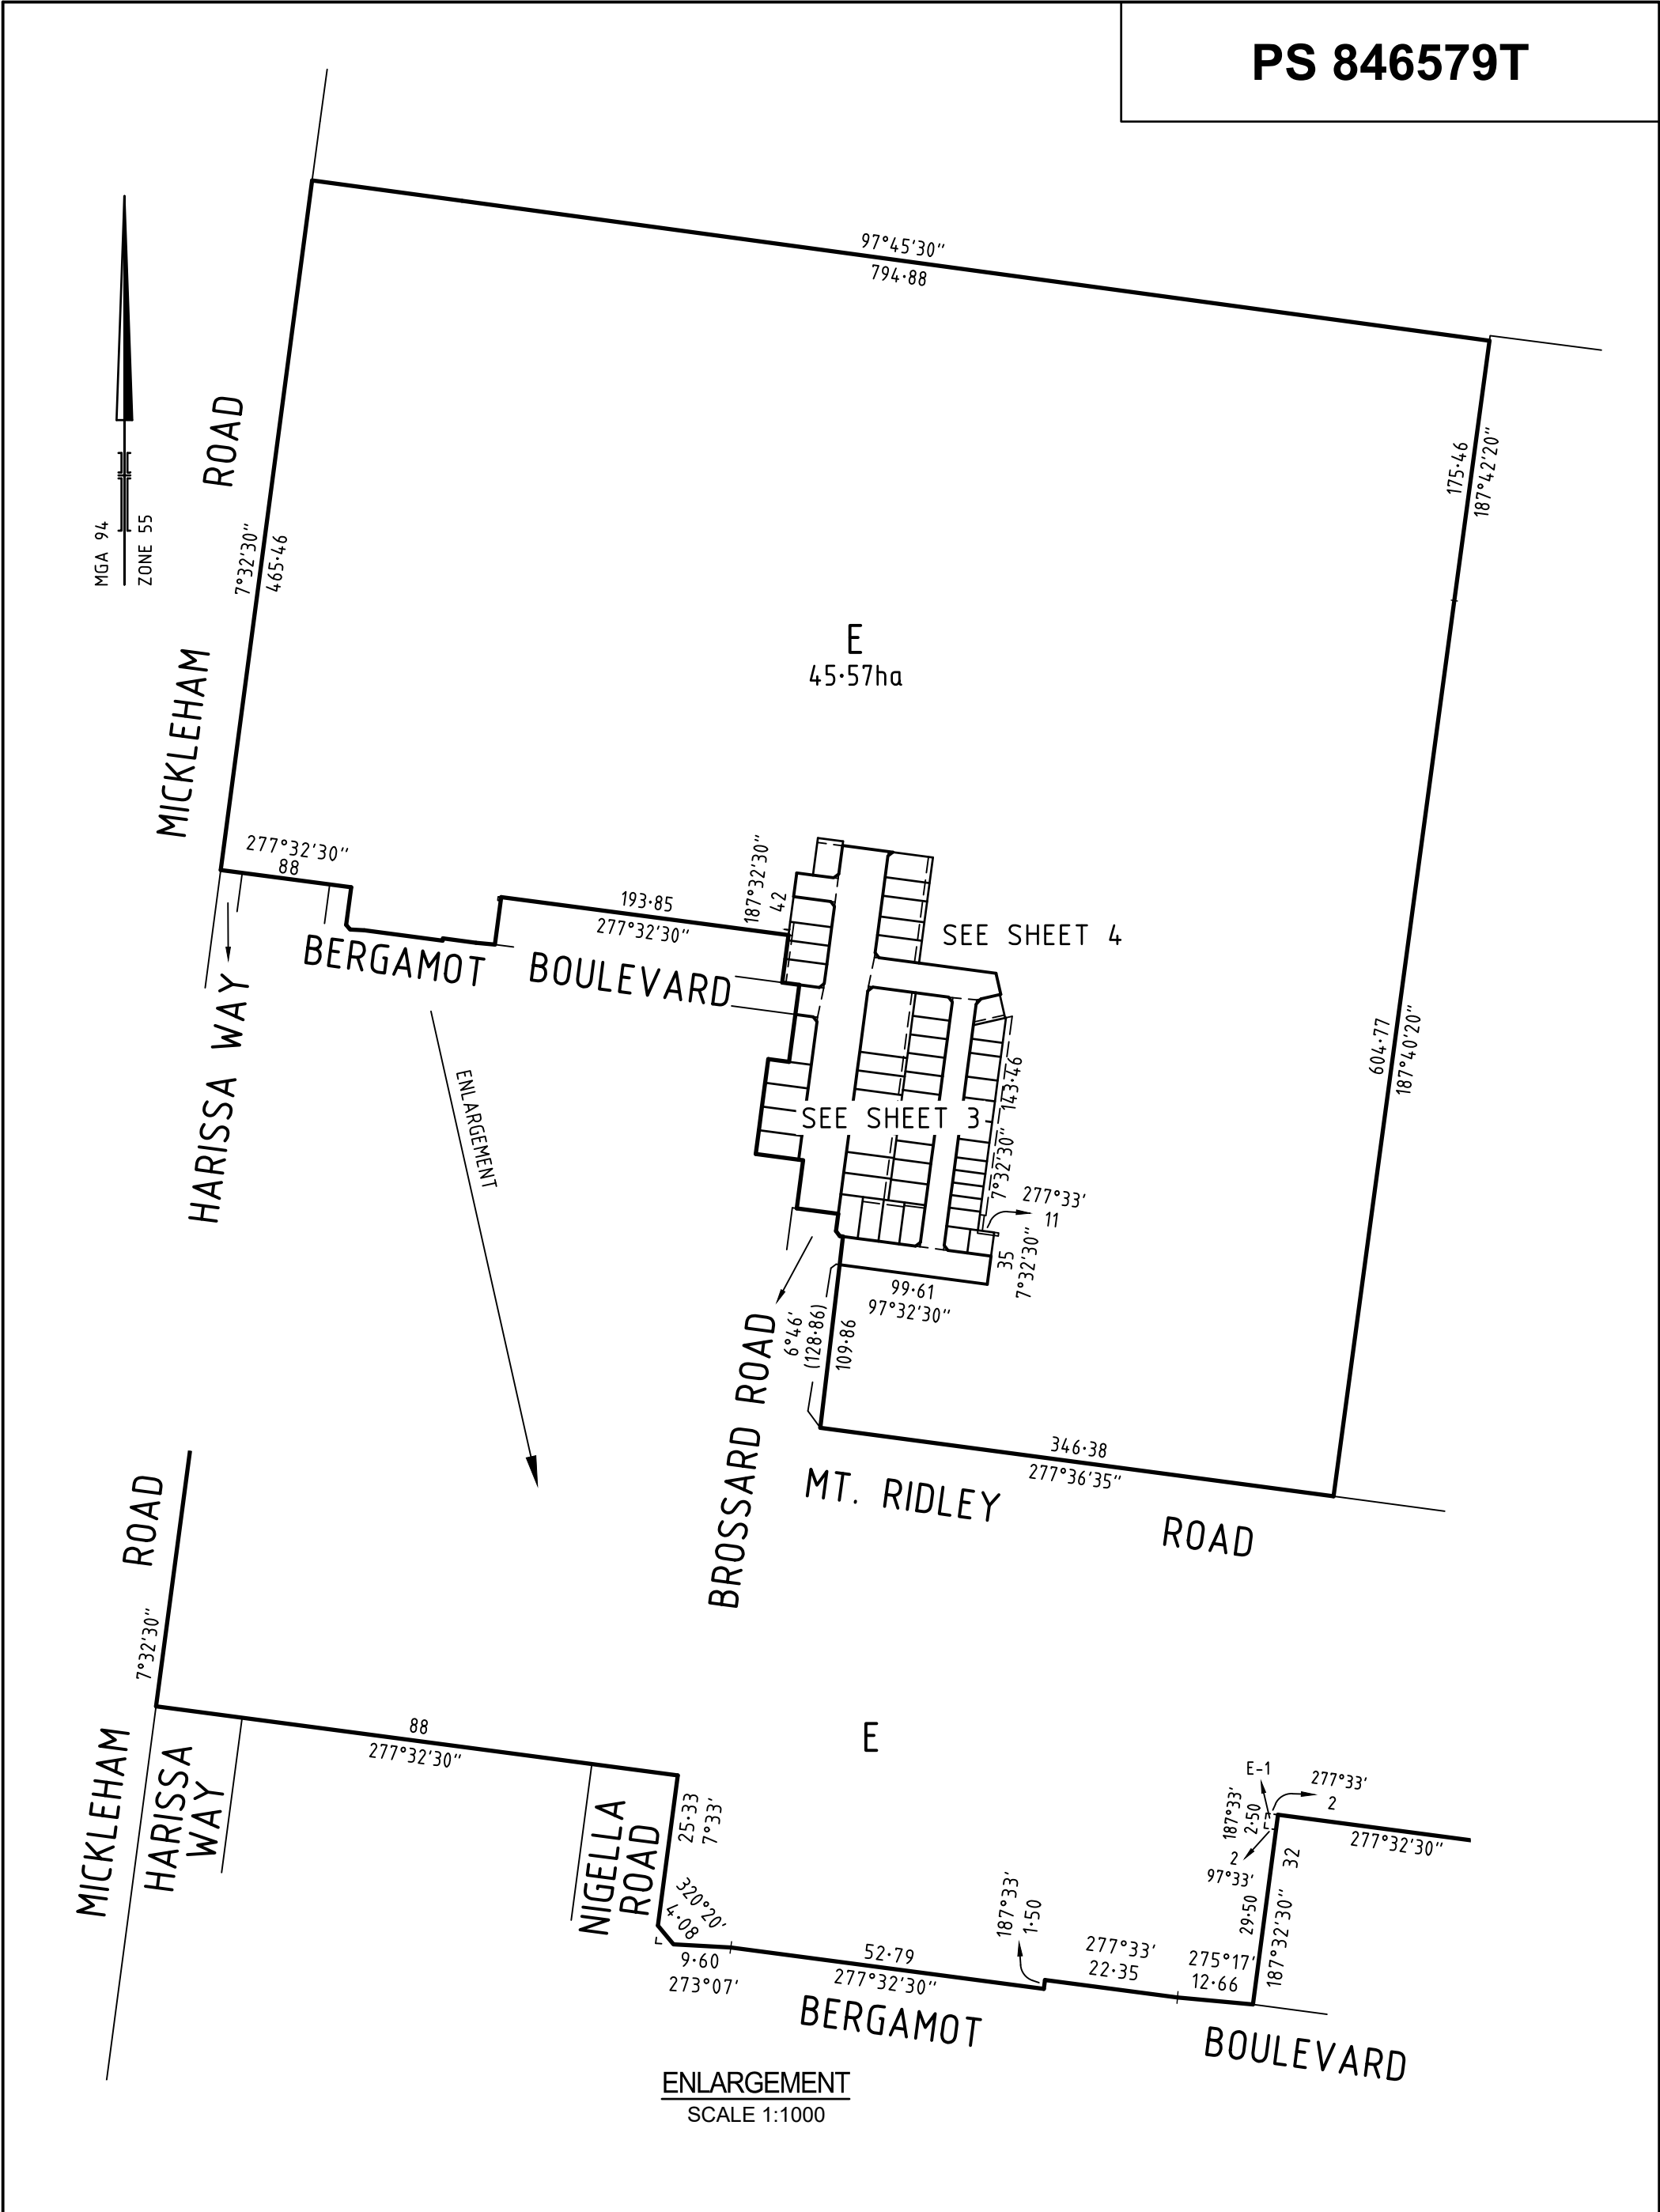 PS 846579T
97°45'30"
794·88
MGA 94
ZONE 55
MICKLEHAM ROAD
7°32'30"
465·46
175·46
187°42'20"
E
45·57ha
277°32'30"
88
193·85
277°32'30"
187°32'30"
42
SEE SHEET 4
BERGAMOT BOULEVARD
HARISSA WAY
ENLARGEMENT
604·77
187°40'20"
143·46
7°32'30"
SEE SHEET 3
277°33'
11
35
7°32'30"
99·61
97°32'30"
6°46'
(128·86)
109·86
BROSSARD ROAD
346·38
277°36'35"
MT. RIDLEY ROAD
ROAD
7°32'30"
MICKLEHAM
HARISSA
WAY
88
277°32'30"
E
NIGELLA
ROAD
25·33
7°33'
320°20'
4·08
9·60
273°07'
52·79
277°32'30"
187°33'
1·50
277°33'
22·35
275°17'
12·66
E-1
277°33'
2
187°33'
2·50
2
97°33'
277°32'30"
32
29·50
187°32'30"
BERGAMOT
BOULEVARD
ENLARGEMENT
SCALE 1:1000